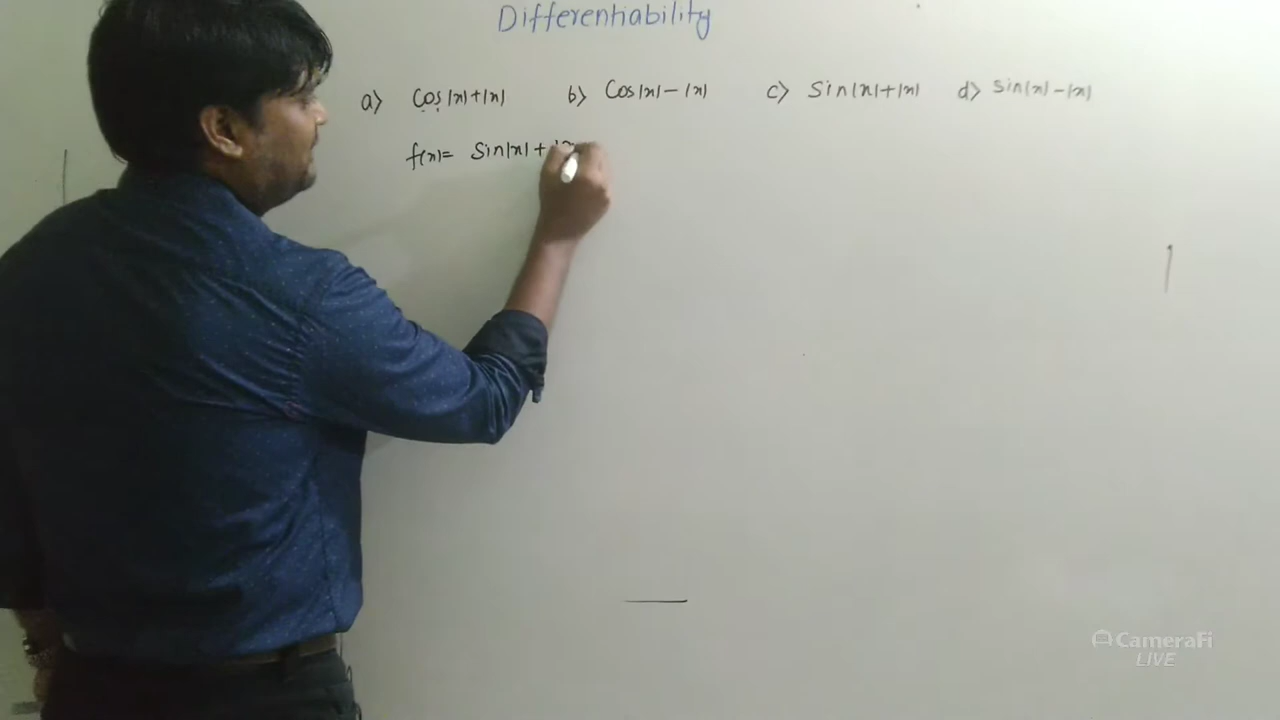 Differentiability
a) Cos|x|+|x| b) Cos|x|-|x| c) Sin|x|+|x| d) sin|x|-|x|
f(x)= Sin|x|+
CameraFi
LIVE